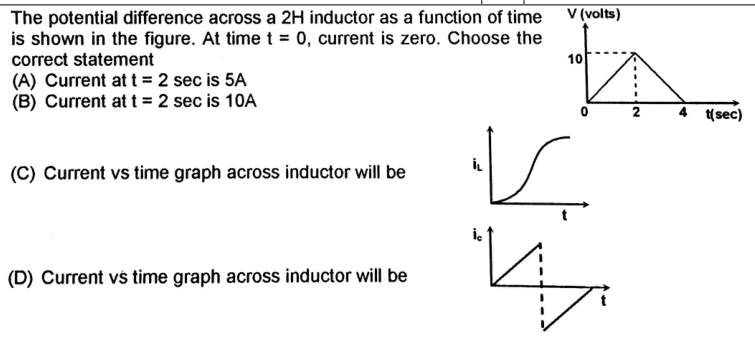 The potential difference across a 2H inductor as a function of time
is shown in the figure. At time t = 0, current is zero. Choose the
correct statement
(A) Current at t = 2 sec is 5A
(B) Current at t = 2 sec is 10A
V (volts)
10
0 2 4 t(sec)
(C) Current vs time graph across inductor will be
iL
t
(D) Current vs time graph across inductor will be
ic
t